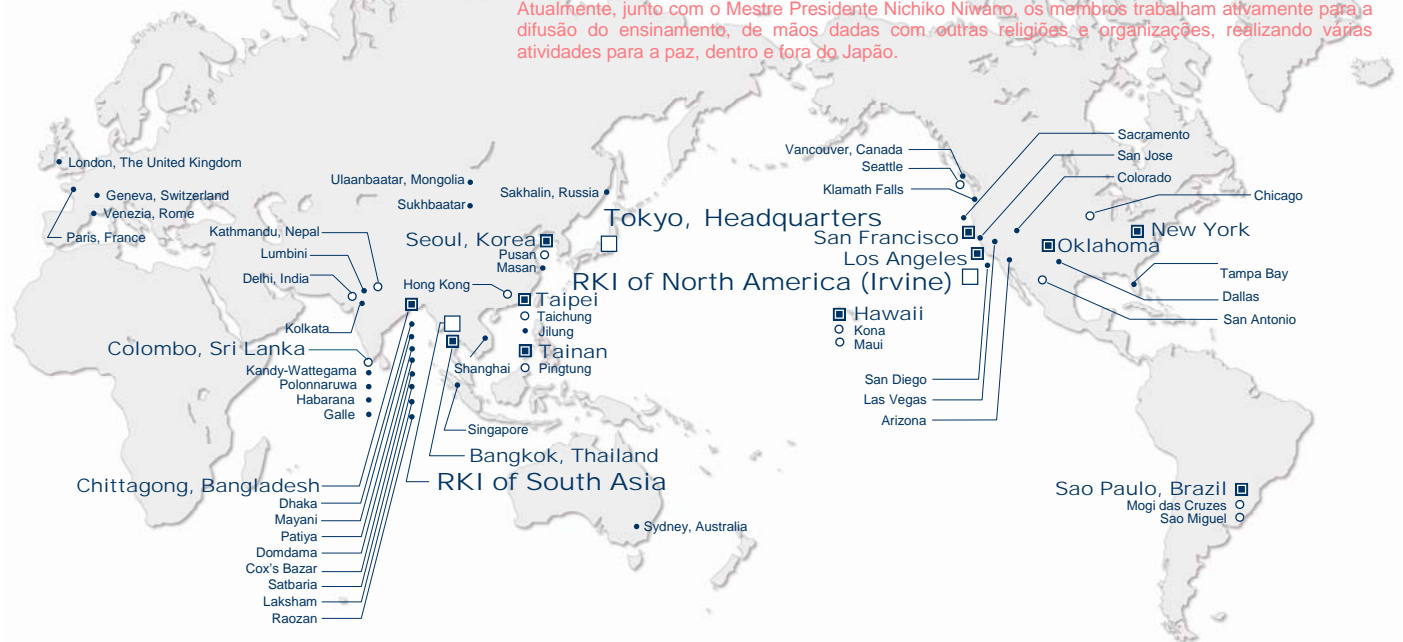 Atualmente, junto com o Mestre Presidente Nichiko Niwano, os membros trabalham ativamente para a
difusão do ensinamento, de mãos dadas com outras religiões e organizações, realizando várias
atividades para a paz, dentro e fora do Japão.
London, The United Kingdom
Geneva, Switzerland
Venezia, Rome
Paris, France
Ulaanbaatar, Mongolia
Sukhbaatar
Sakhalin, Russia
Kathmandu, Nepal
Lumbini
Delhi, India
Kolkata
Colombo, Sri Lanka
Kandy-Wattegama
Polonnaruwa
Habarana
Galle
Tokyo, Headquarters
Seoul, Korea
Pusan
Masan
Hong Kong
Taipei
Taichung
Jilung
Tainan
Pingtung
Shanghai
Singapore
Bangkok, Thailand
RKI of South Asia
Chittagong, Bangladesh
Dhaka
Mayani
Patiya
Domdama
Cox's Bazar
Satbaria
Laksham
Raozan
Sydney, Australia
Vancouver, Canada
Seattle
Klamath Falls
San Francisco
Los Angeles
RKI of North America (Irvine)
Hawaii
Kona
Maui
San Diego
Las Vegas
Arizona
Sacramento
San Jose
Colorado
Chicago
New York
Oklahoma
Tampa Bay
Dallas
San Antonio
Sao Paulo, Brazil
Mogi das Cruzes
Sao Miguel